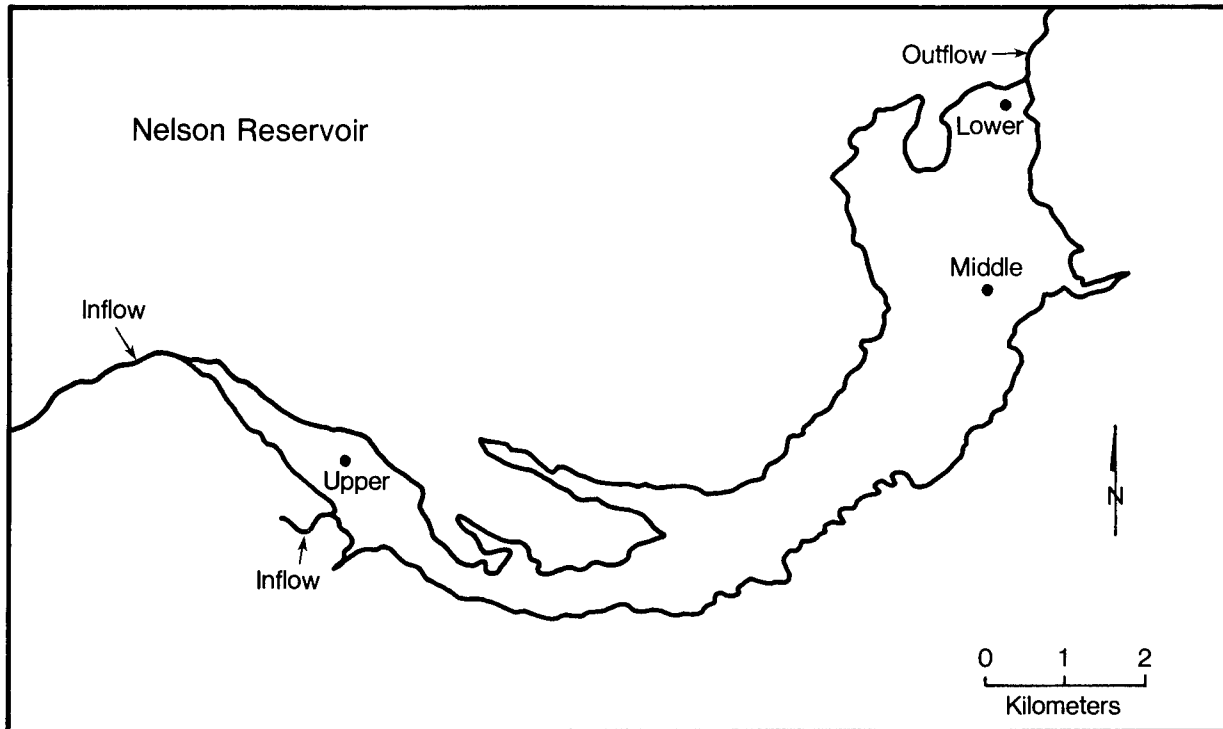 Outflow
Nelson Reservoir
Lower
Middle
Inflow
Upper
N
Inflow
0 1 2
Kilometers